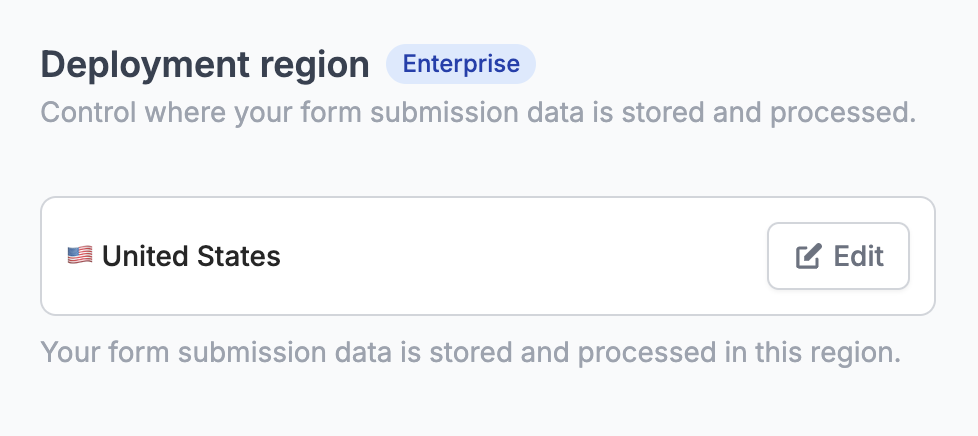 Deployment region Enterprise
Control where your form submission data is stored and processed.
🇺🇸 United States Edit
Your form submission data is stored and processed in this region.